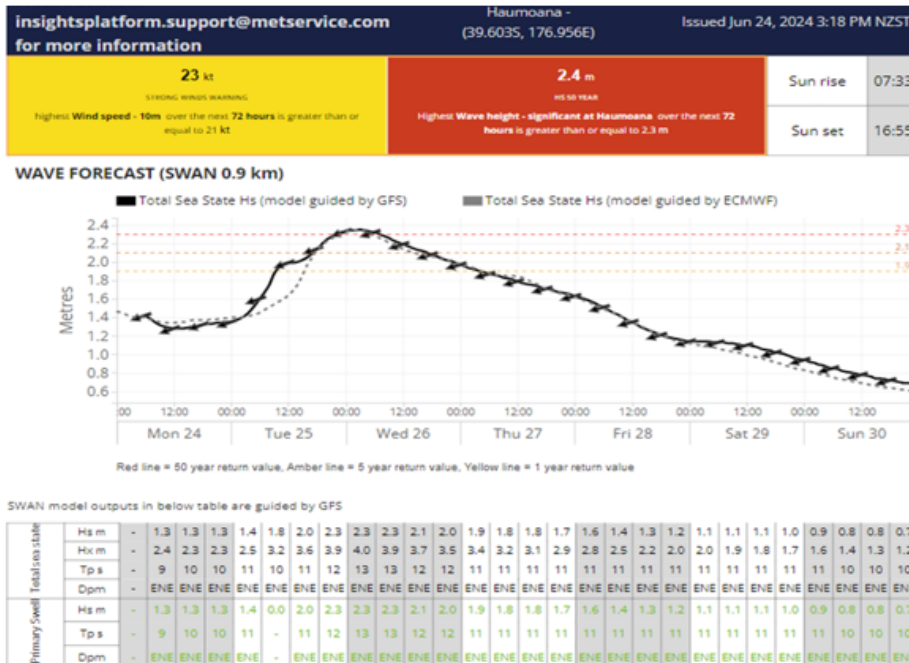 insightsplatform.support@metservice.com
for more information
Haumoana -
(39.603S, 176.956E)
Issued Jun 24, 2024 3:18 PM NZST
23 kt
STRONG WINDS WARNING
highest Wind speed - 10m over the next 72 hours is greater than or
equal to 21 kt
2.4 m
HS 50 YEAR
Highest Wave height - significant at Haumoana over the next 72
hours is greater than or equal to 2.3 m
Sun rise 07:33
Sun set 16:55
WAVE FORECAST (SWAN 0.9 km)
Total Sea State Hs (model guided by GFS) Total Sea State Hs (model guided by ECMWF)
Metres
2.4
2.2
2.0
1.8
1.6
1.4
1.2
1.0
0.8
0.6
2.3
:00 12:00 00:00 12:00 00:00 12:00 00:00 12:00 00:00 12:00 00:00 12:00 00:00 12:00
Mon 24 Tue 25 Wed 26 Thu 27 Fri 28 Sat 29 Sun 30
Red line = 50 year return value, Amber line = 5 year return value, Yellow line = 1 year return value
SWAN model outputs in below table are guided by GFS
Total sea state
Hs m - 1.3 1.3 1.3 1.4 1.8 2.0 2.3 2.3 2.3 2.1 2.0 1.9 1.8 1.8 1.7 1.6 1.4 1.3 1.2 1.1 1.1 1.1 1.0 0.9 0.8 0.8 0.7
Hx m - 2.4 2.3 2.3 2.5 3.2 3.6 3.9 4.0 3.9 3.7 3.5 3.4 3.2 3.1 2.9 2.8 2.5 2.2 2.0 2.0 1.9 1.8 1.7 1.6 1.4 1.3 1.2
Tp s - 9 10 10 11 10 11 12 13 13 12 12 11 11 11 11 11 11 11 11 11 11 11 11 11 10 10 10
Dpm - ENE ENE ENE ENE ENE ENE ENE ENE ENE ENE ENE ENE ENE ENE ENE ENE ENE ENE ENE ENE ENE ENE ENE ENE ENE ENE ENE
Primary Swell
Hs m - 1.3 1.3 1.3 1.4 0.0 2.0 2.3 2.3 2.3 2.1 2.0 1.9 1.8 1.8 1.7 1.6 1.4 1.3 1.2 1.1 1.1 1.1 1.0 0.9 0.8 0.8 0.7
Tp s - 9 10 10 11 - 11 12 13 13 12 12 11 11 11 11 11 11 11 11 11 11 11 11 11 10 10 10
Dpm - ENE ENE ENE ENE - ENE ENE ENE ENE ENE ENE ENE ENE ENE ENE ENE ENE ENE ENE ENE ENE ENE ENE ENE ENE ENE ENE